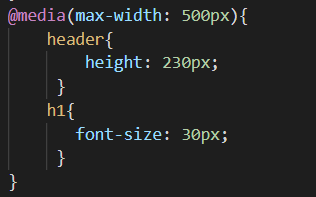 @media(max-width: 500px){
header{
height: 230px;
}
h1{
font-size: 30px;
}
}